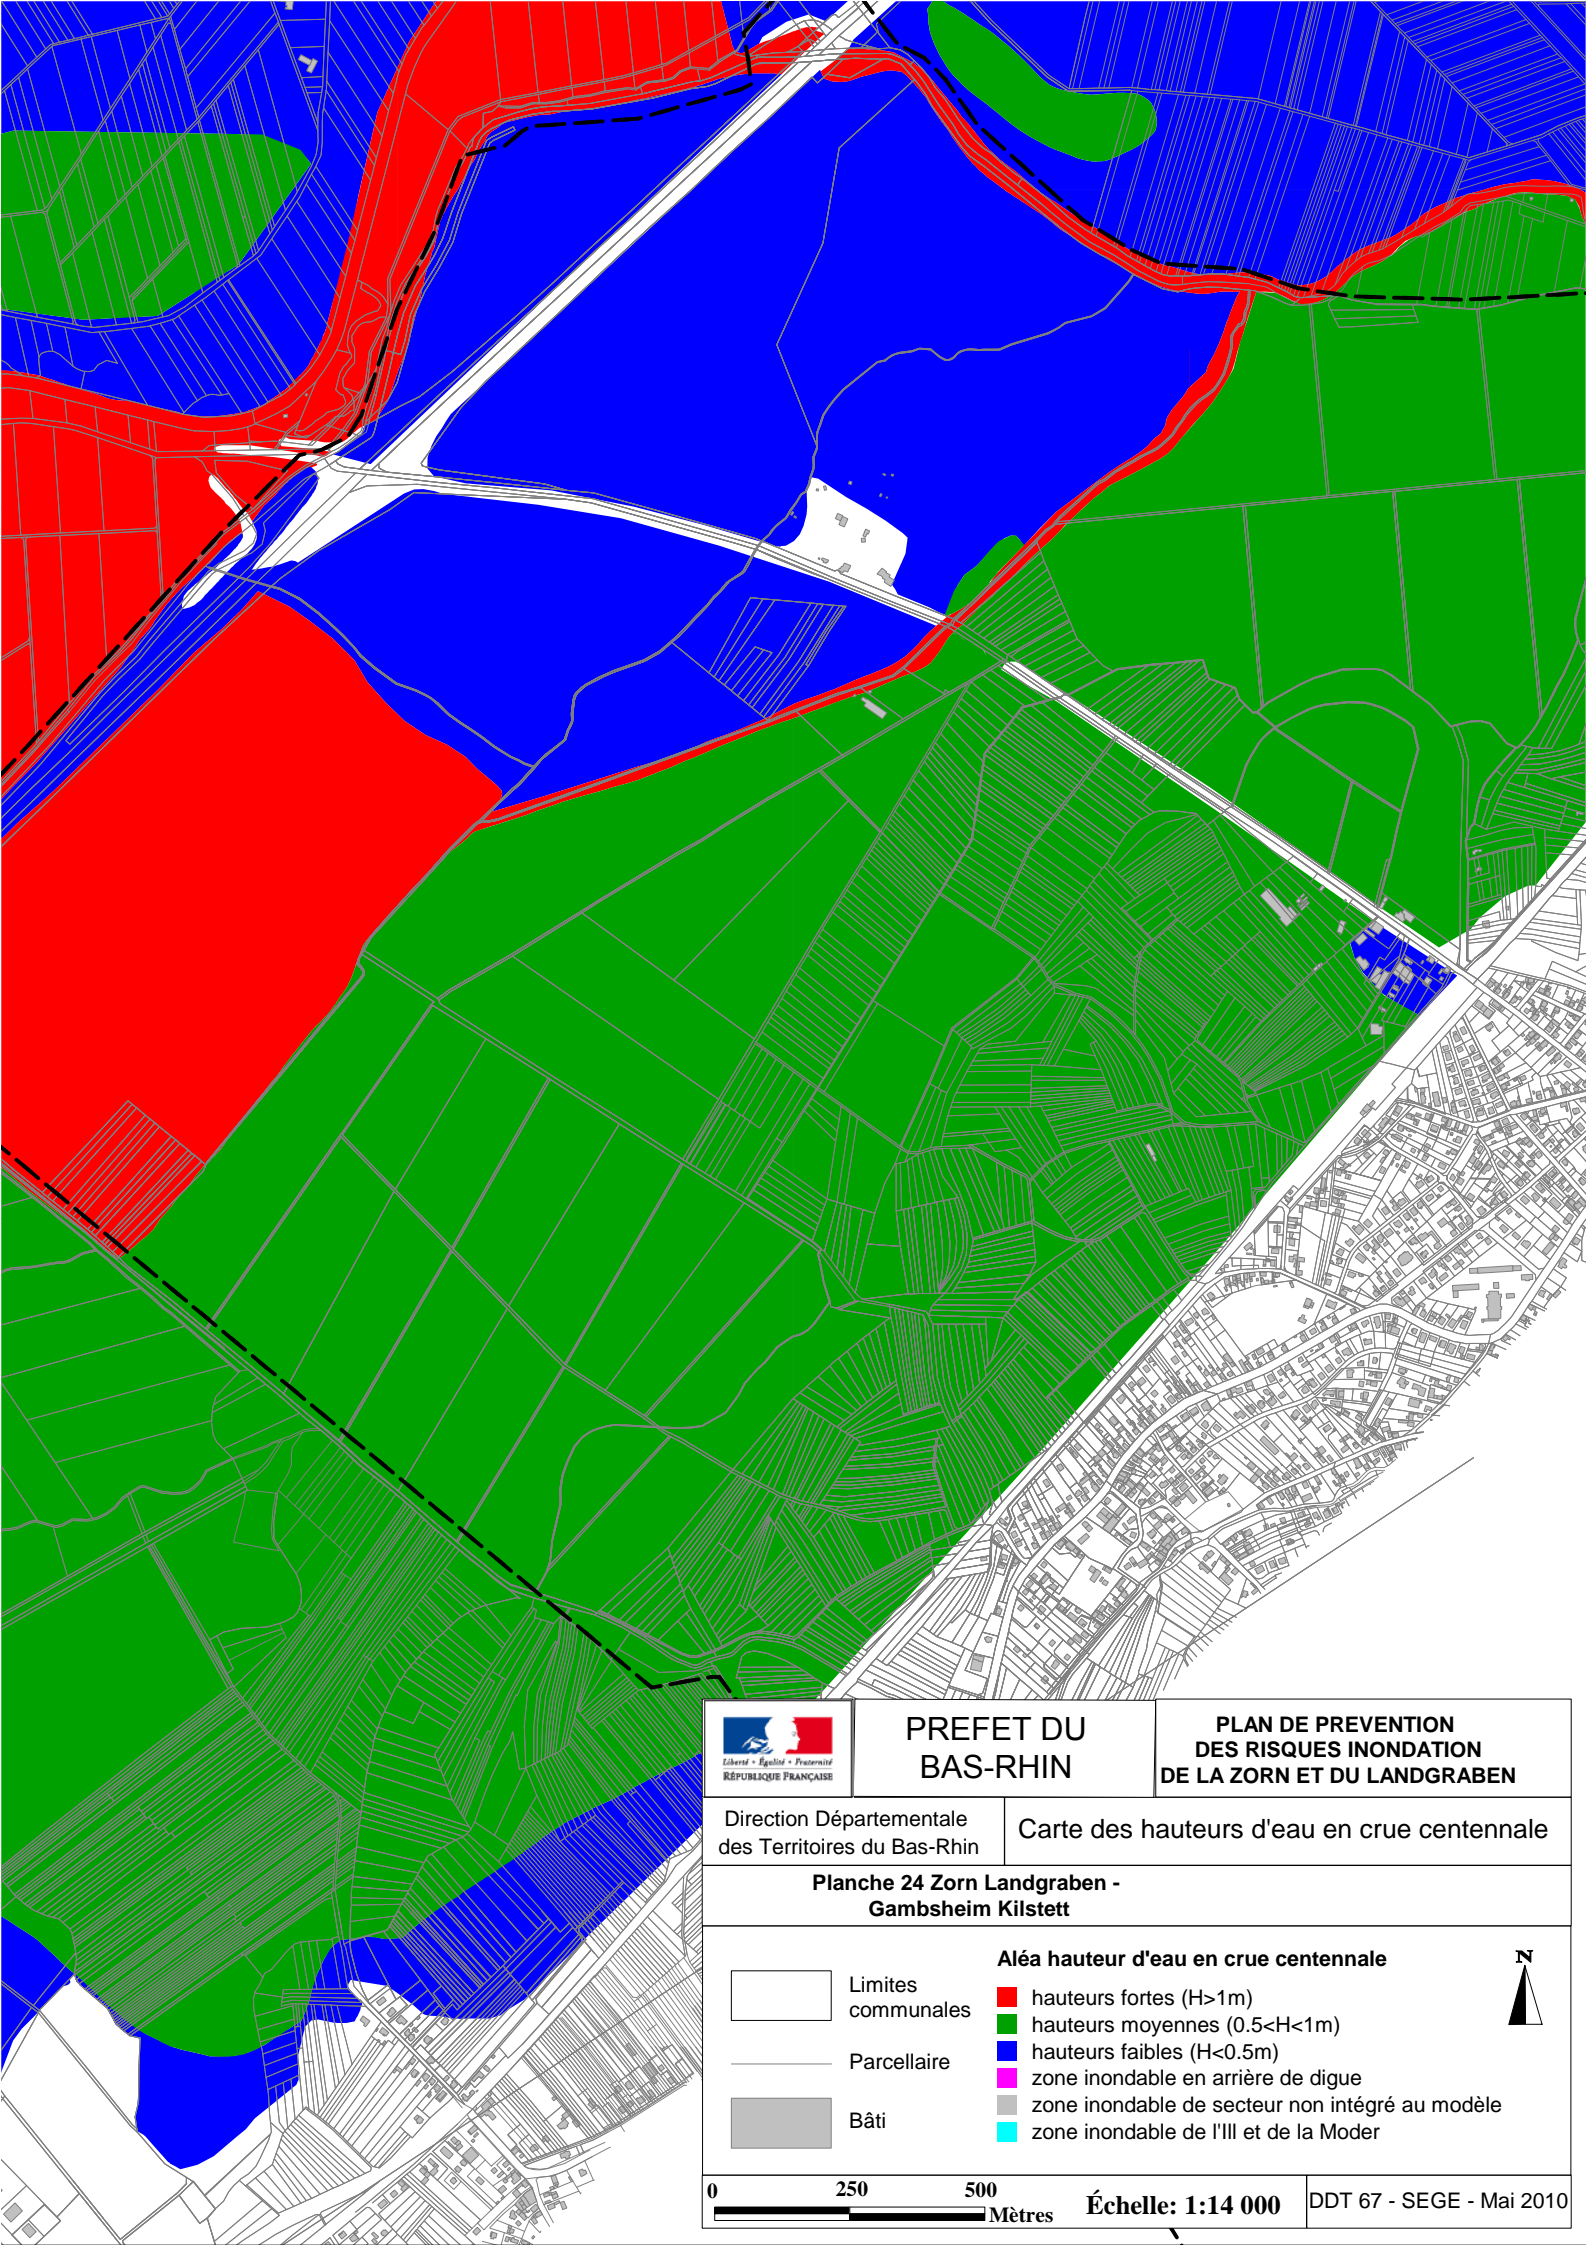 Liberté • Égalité • Fraternité
RÉPUBLIQUE FRANÇAISE
PREFET DU
BAS-RHIN
PLAN DE PREVENTION
DES RISQUES INONDATION
DE LA ZORN ET DU LANDGRABEN
Direction Départementale
des Territoires du Bas-Rhin
Carte des hauteurs d'eau en crue centennale
Planche 24 Zorn Landgraben -
Gambsheim Kilstett
Limites
communales
Parcellaire
Bâti
Aléa hauteur d'eau en crue centennale
hauteurs fortes (H>1m)
hauteurs moyennes (0.5<H<1m)
hauteurs faibles (H<0.5m)
zone inondable en arrière de digue
zone inondable de secteur non intégré au modèle
zone inondable de l'Ill et de la Moder
N
0 250 500
Mètres
Échelle: 1:14 000
DDT 67 - SEGE - Mai 2010